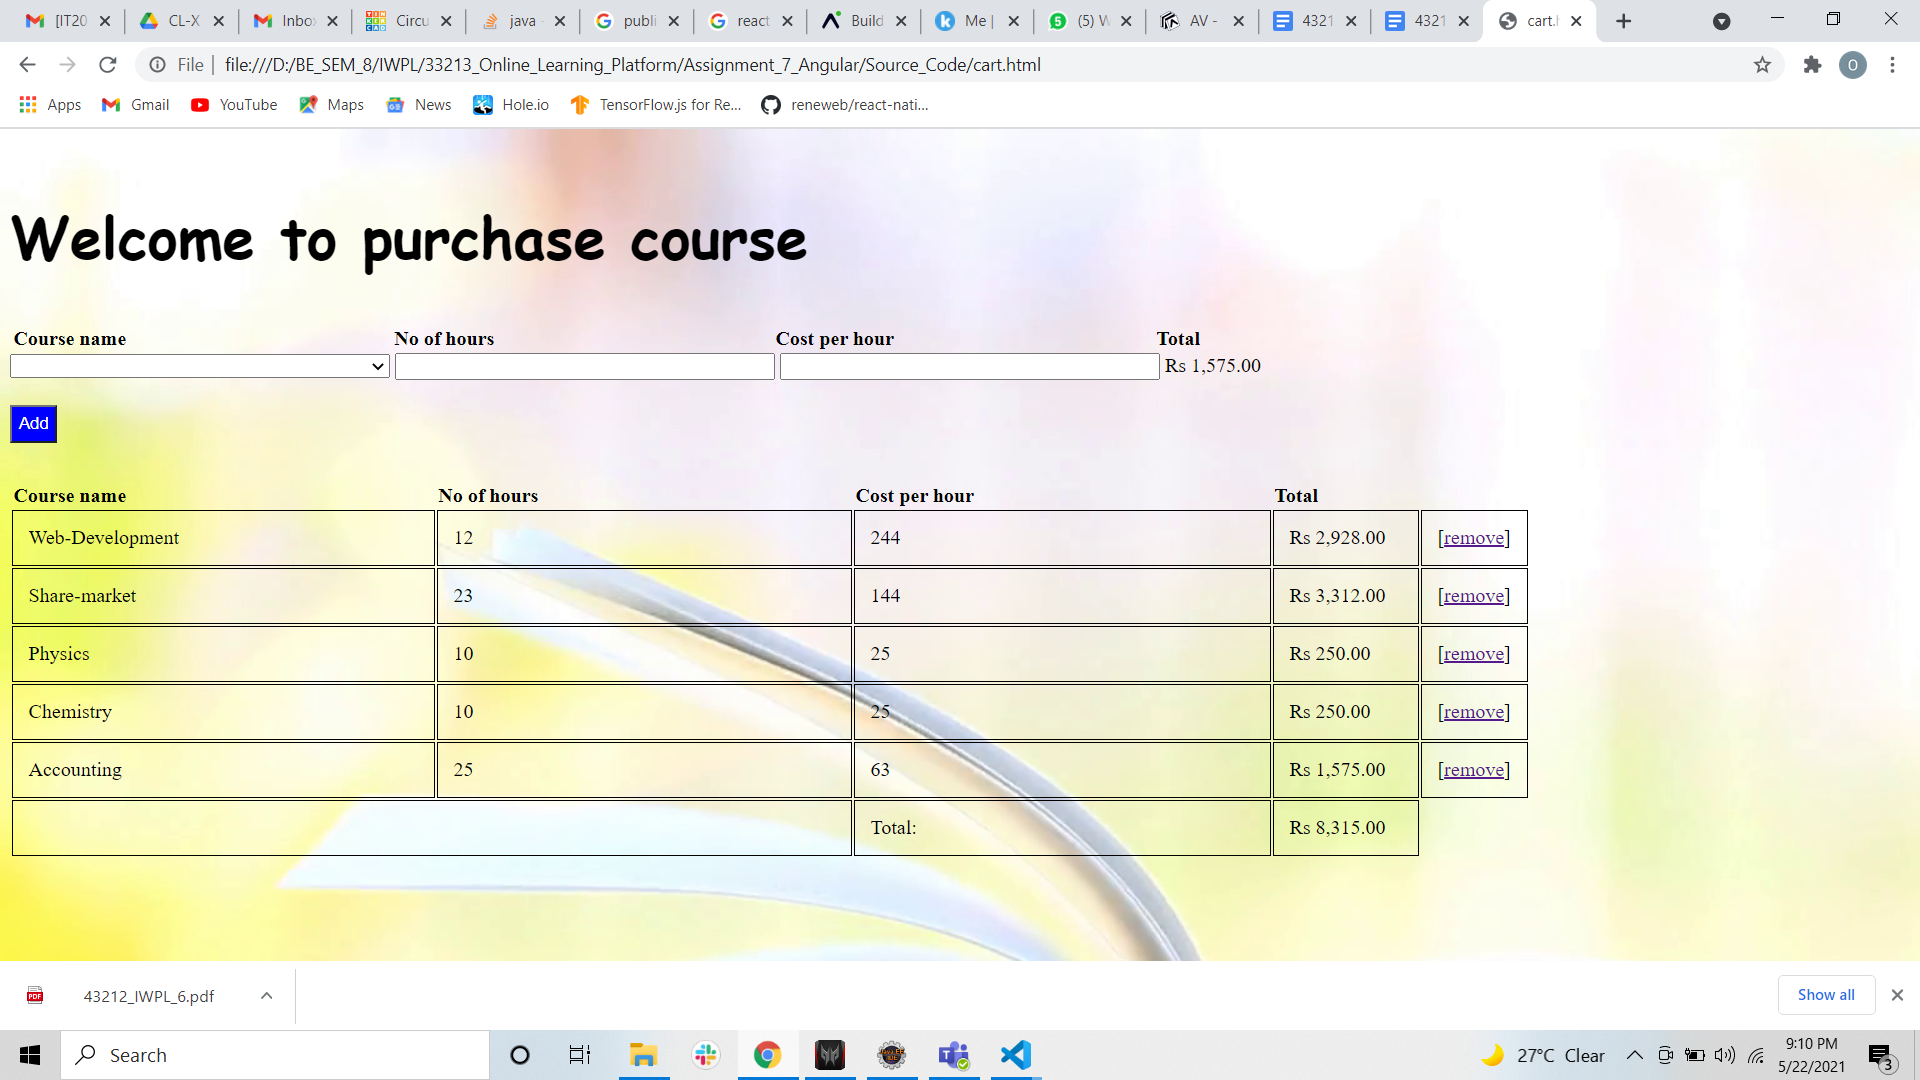 [IT20 CL-X Inbo Circu java publi react Build Me | (5) W AV - 4321 4321 cart.h
File file:///D:/BE_SEM_8/IWPL/33213_Online_Learning_Platform/Assignment_7_Angular/Source_Code/cart.html O
Apps Gmail YouTube Maps News Hole.io TensorFlow.js for Re... reneweb/react-nati...
Welcome to purchase course
Course name No of hours Cost per hour Total
Rs 1,575.00
Add
Course name No of hours Cost per hour Total
Web-Development 12 244 Rs 2,928.00 [remove]
Share-market 23 144 Rs 3,312.00 [remove]
Physics 10 25 Rs 250.00 [remove]
Chemistry 10 25 Rs 250.00 [remove]
Accounting 25 63 Rs 1,575.00 [remove]
Total: Rs 8,315.00
43212_IWPL_6.pdf Show all
Search 27°C Clear 9:10 PM
5/22/2021 3